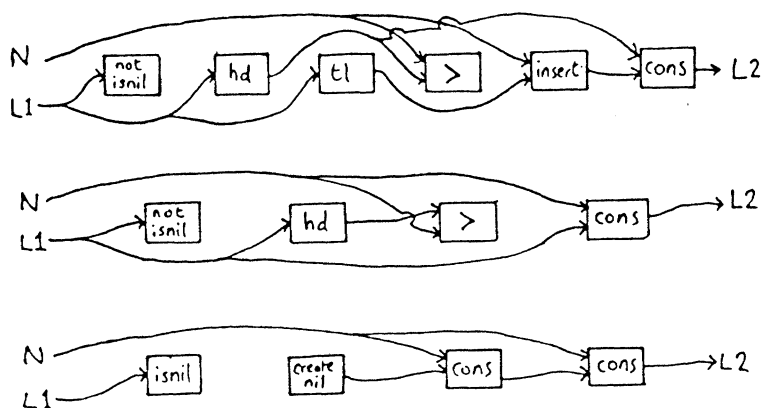 N
L1
not
isnil
hd
tl
>
insert
cons
L2
N
L1
not
isnil
hd
>
cons
L2
N
L1
isnil
create
nil
cons
cons
L2